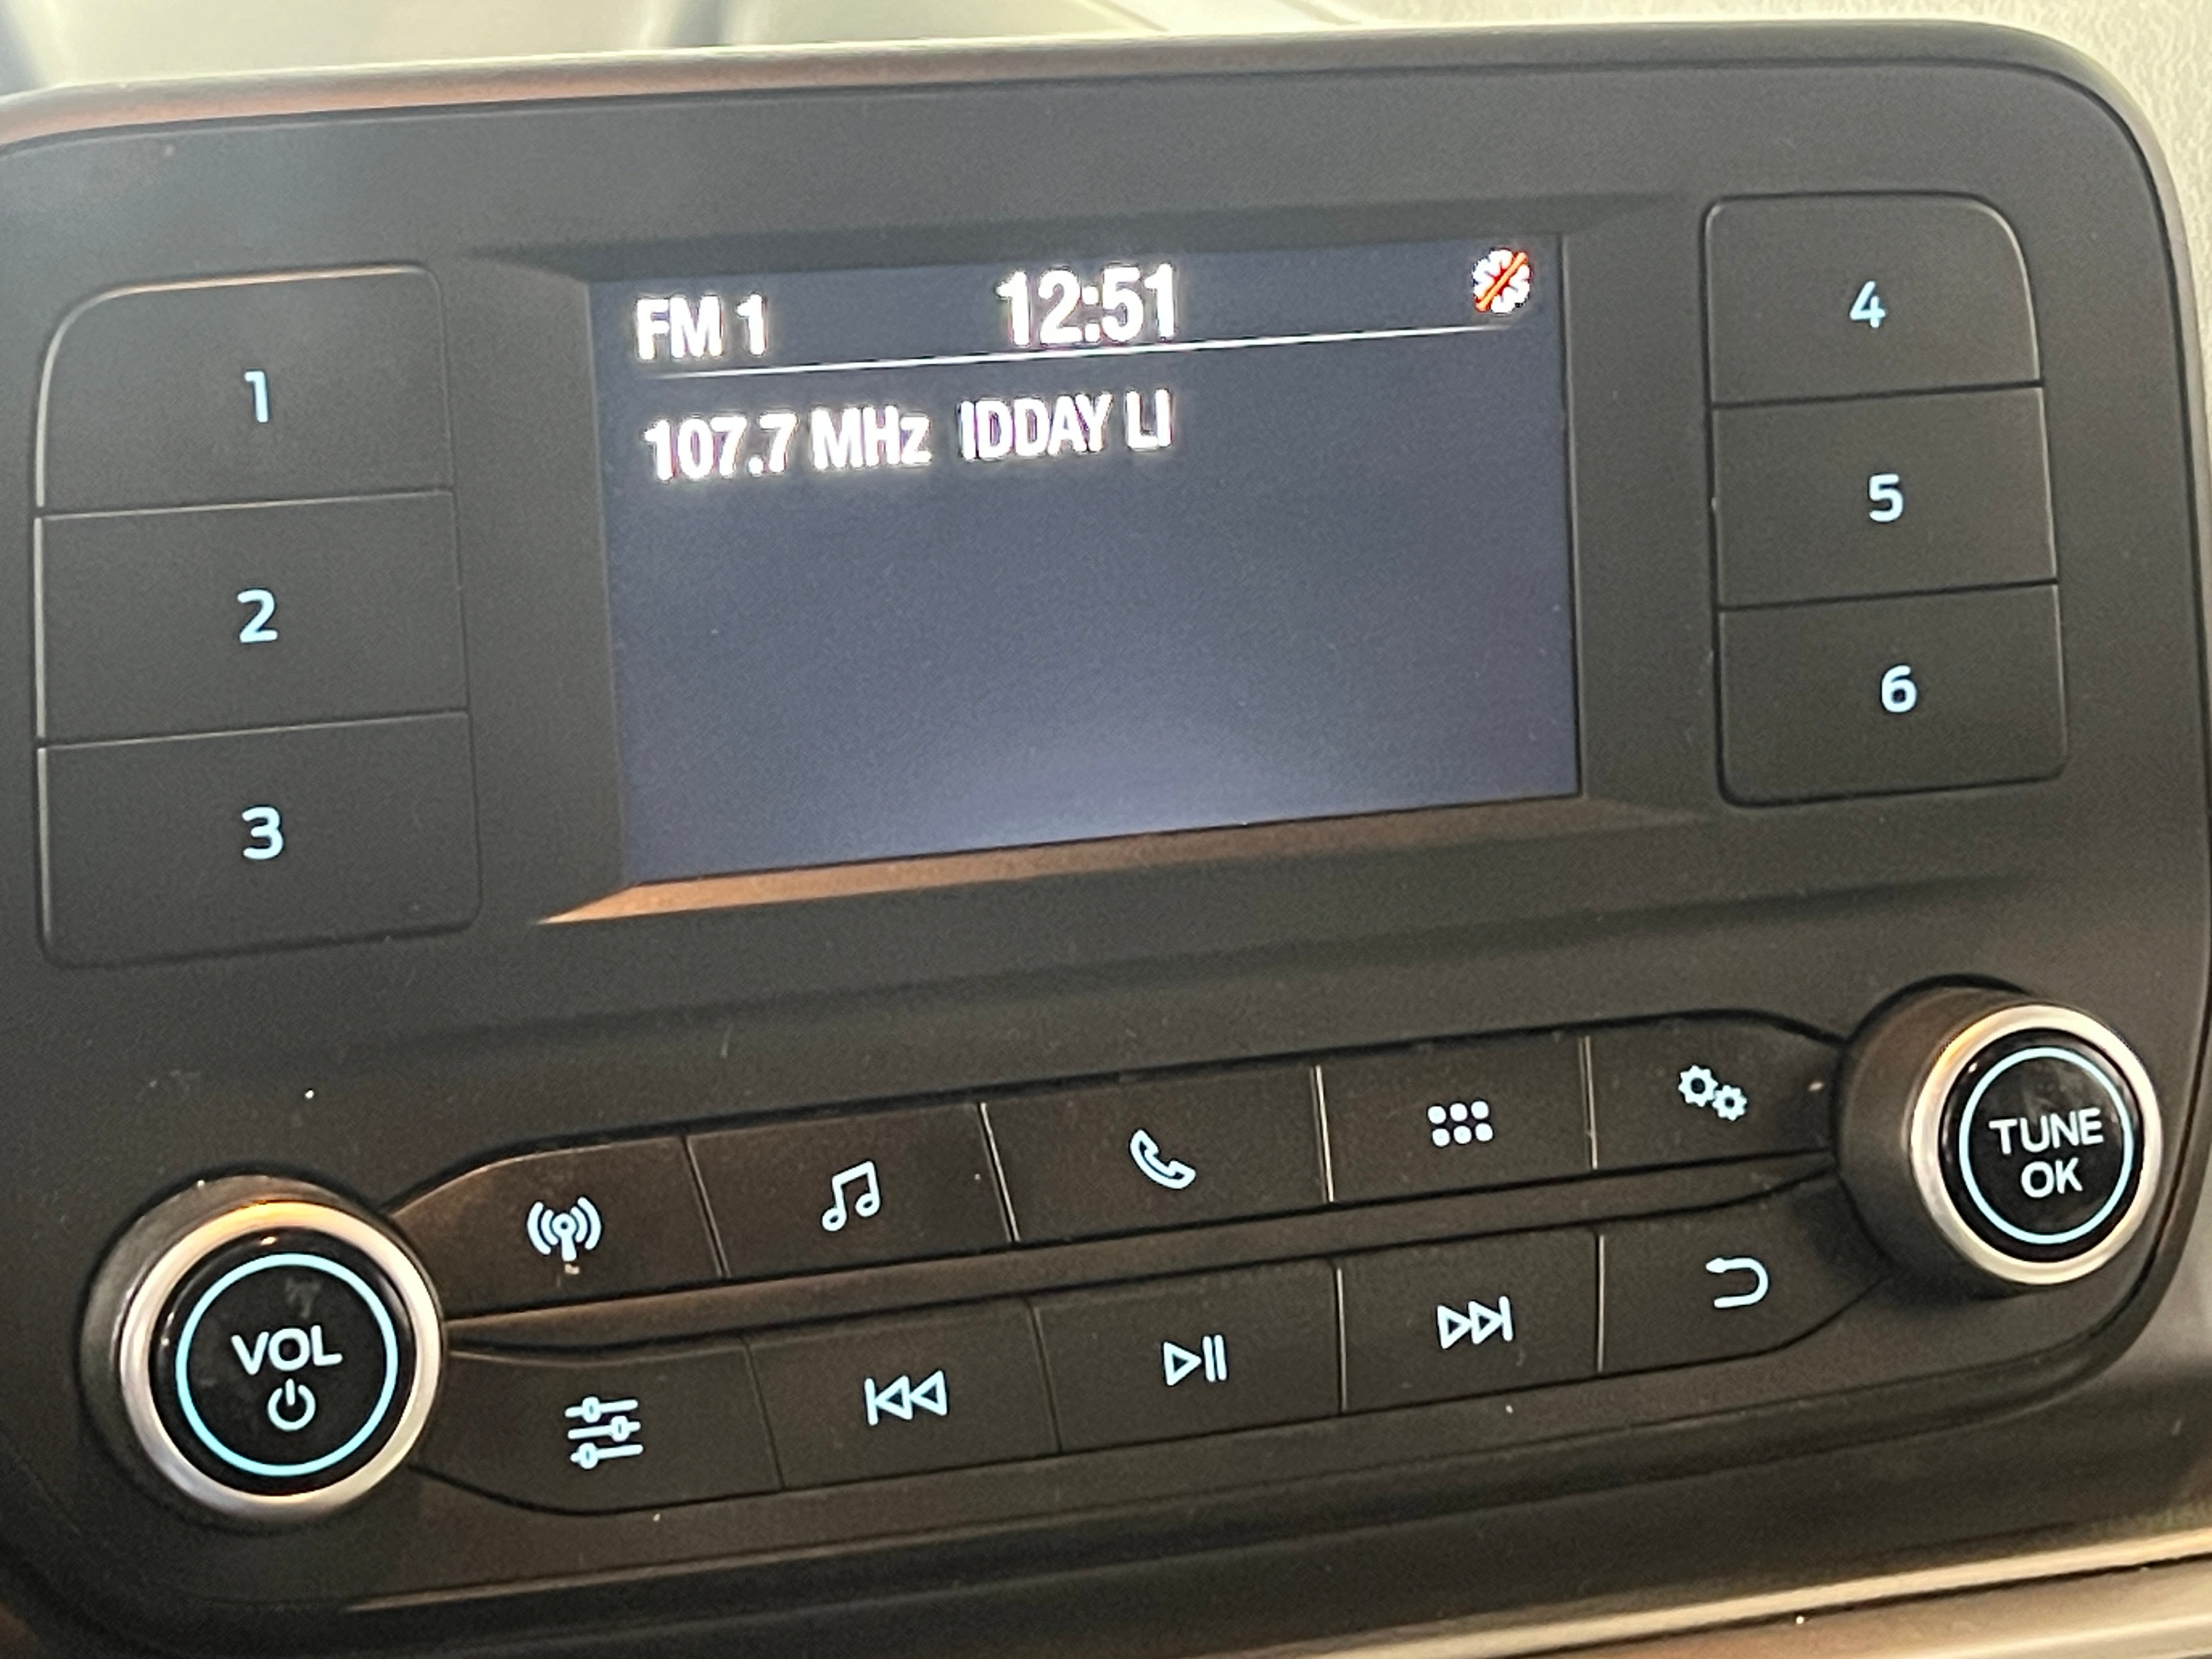 FM 1 12:51
107.7 MHz IDDAY LI
1
2
3
4
5
6
VOL
TUNE
OK